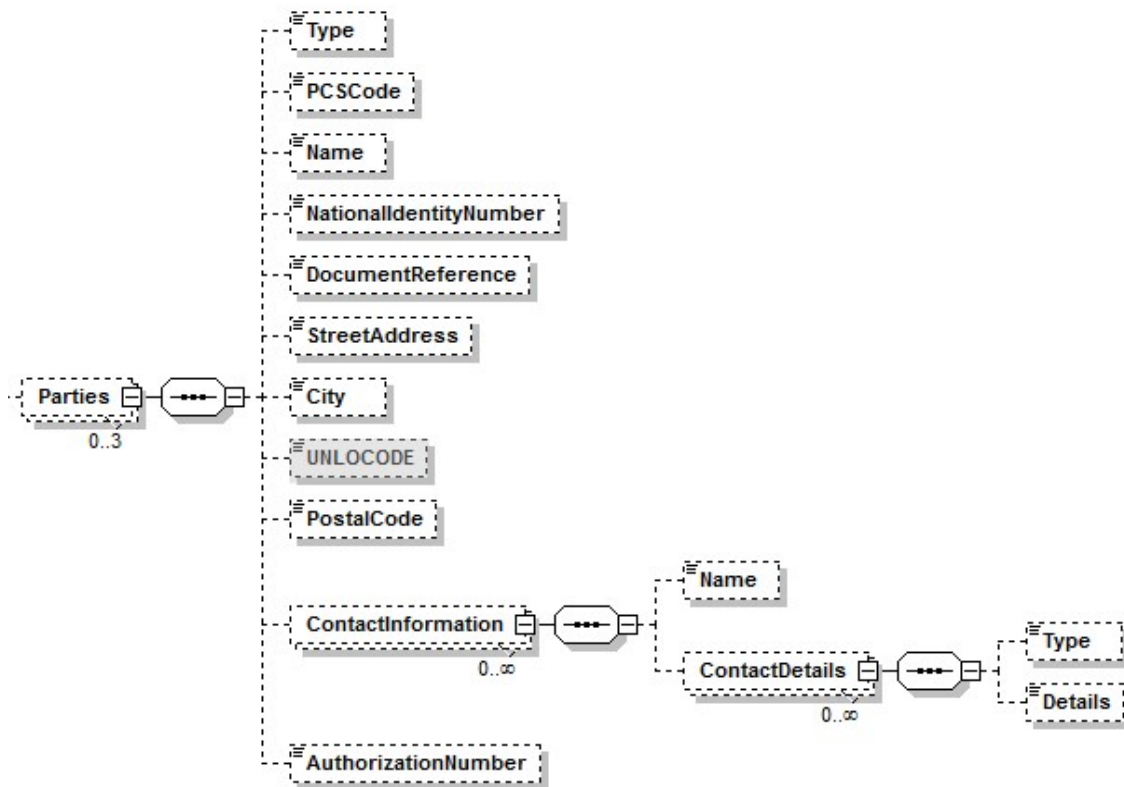 Type
PCSCode
Name
NationalIdentityNumber
DocumentReference
StreetAddress
Parties
0..3
City
UNLOCODE
PostalCode
ContactInformation
0..∞
Name
ContactDetails
0..∞
Type
Details
AuthorizationNumber